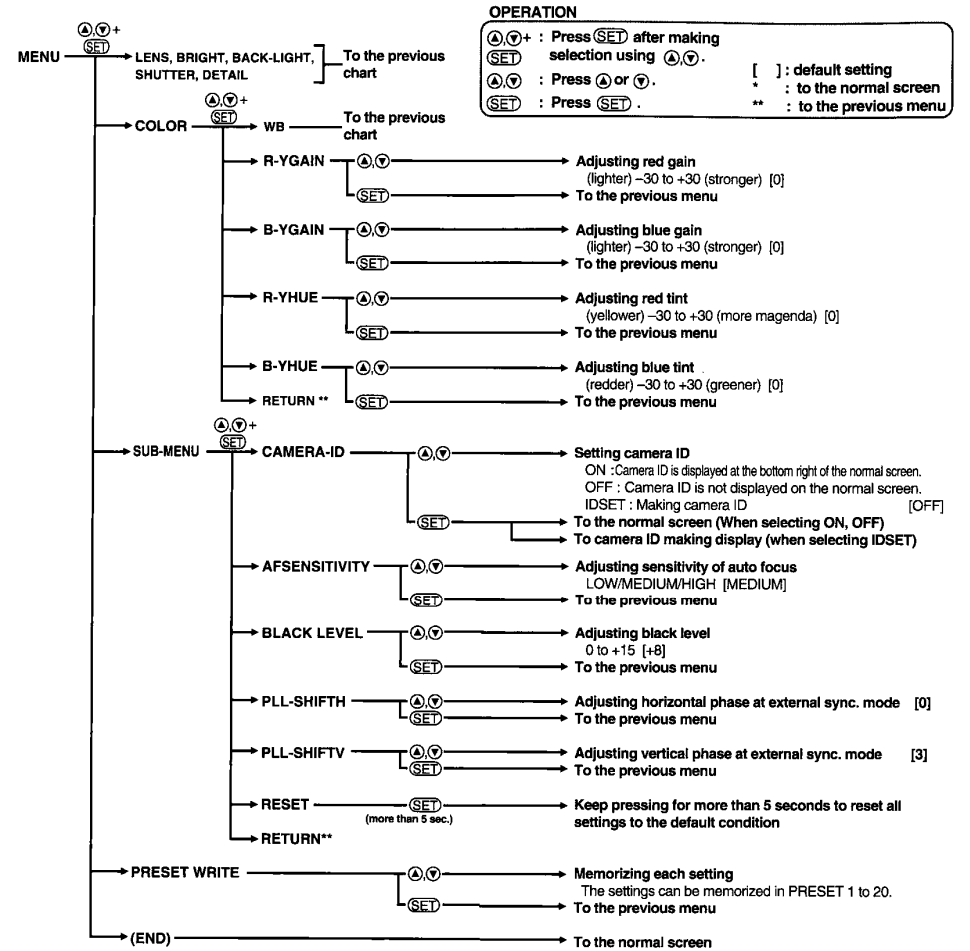 OPERATION
▲,▼+ : Press SET after making
SET selection using ▲,▼.
▲,▼ : Press ▲ or ▼.
SET : Press SET .
[ ] : default setting
* : to the normal screen
** : to the previous menu
▲,▼+
SET
MENU
LENS, BRIGHT, BACK-LIGHT,
SHUTTER, DETAIL
To the previous
chart
▲,▼+
SET
COLOR
WB
To the previous
chart
R-YGAIN ▲,▼ Adjusting red gain
(lighter) –30 to +30 (stronger) [0]
SET To the previous menu
B-YGAIN ▲,▼ Adjusting blue gain
(lighter) –30 to +30 (stronger) [0]
SET To the previous menu
R-YHUE ▲,▼ Adjusting red tint
(yellower) –30 to +30 (more magenda) [0]
SET To the previous menu
B-YHUE ▲,▼ Adjusting blue tint
(redder) –30 to +30 (greener) [0]
RETURN ** SET To the previous menu
▲,▼+
SET
SUB-MENU
CAMERA-ID ▲,▼ Setting camera ID
ON :Camera ID is displayed at the bottom right of the normal screen.
OFF : Camera ID is not displayed on the normal screen.
IDSET : Making camera ID [OFF]
SET To the normal screen (When selecting ON, OFF)
To camera ID making display (when selecting IDSET)
AFSENSITIVITY ▲,▼ Adjusting sensitivity of auto focus
LOW/MEDIUM/HIGH [MEDIUM]
SET To the previous menu
BLACK LEVEL ▲,▼ Adjusting black level
0 to +15 [+8]
SET To the previous menu
PLL-SHIFTH ▲,▼ Adjusting horizontal phase at external sync. mode [0]
SET To the previous menu
PLL-SHIFTV ▲,▼ Adjusting vertical phase at external sync. mode [3]
SET To the previous menu
RESET SET Keep pressing for more than 5 seconds to reset all
(more than 5 sec.) settings to the default condition
RETURN**
PRESET WRITE ▲,▼ Memorizing each setting
The settings can be memorized in PRESET 1 to 20.
SET To the previous menu
(END) To the normal screen